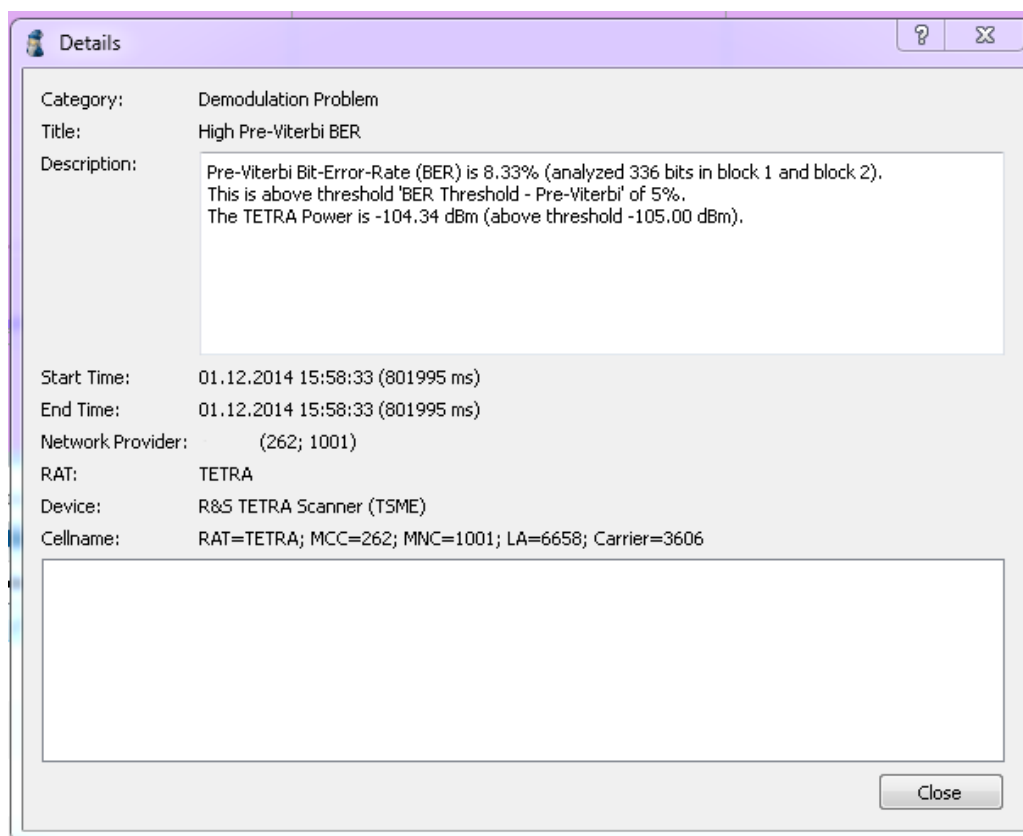 Details
Category: Demodulation Problem
Title: High Pre-Viterbi BER
Description: Pre-Viterbi Bit-Error-Rate (BER) is 8.33% (analyzed 336 bits in block 1 and block 2).
This is above threshold 'BER Threshold - Pre-Viterbi' of 5%.
The TETRA Power is -104.34 dBm (above threshold -105.00 dBm).
Start Time: 01.12.2014 15:58:33 (801995 ms)
End Time: 01.12.2014 15:58:33 (801995 ms)
Network Provider: (262; 1001)
RAT: TETRA
Device: R&S TETRA Scanner (TSME)
Cellname: RAT=TETRA; MCC=262; MNC=1001; LA=6658; Carrier=3606
Close